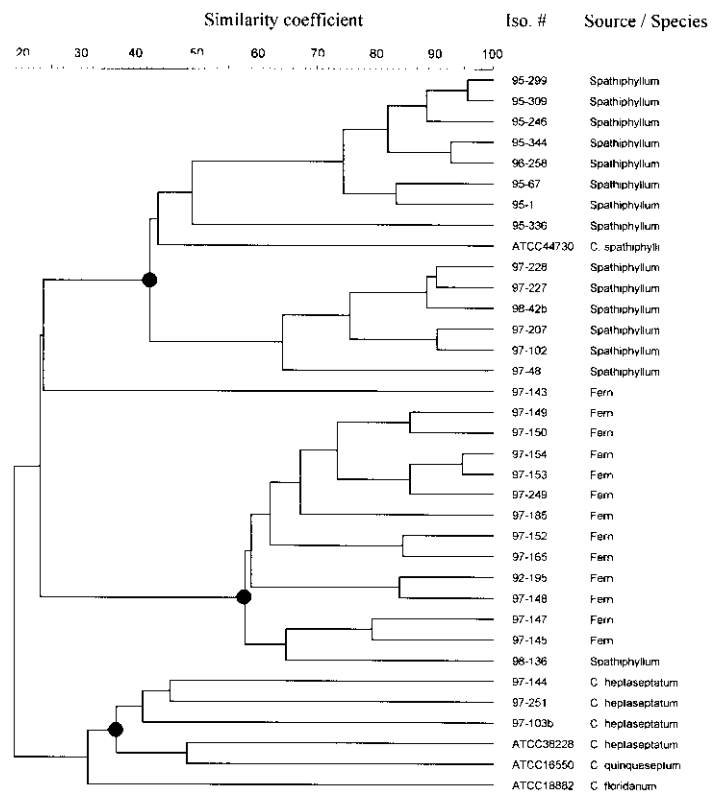 Similarity coefficient Iso. # Source / Species
20 40 50 60 70 80 90 100
95-299 Spathiphyllum
95-309 Spathiphyllum
95-246 Spathiphyllum
95-344 Spathiphyllum
96-258 Spathiphyllum
95-67 Spathiphyllum
95-1 Spathiphyllum
95-336 Spathiphyllum
ATCC44730 C. spathiphylli
97-228 Spathiphyllum
97-227 Spathiphyllum
98-42b Spathiphyllum
97-207 Spathiphyllum
97-102 Spathiphyllum
97-48 Spathiphyllum
97-143 Fern
97-149 Fern
97-150 Fern
97-154 Fern
97-153 Fern
97-249 Fern
97-185 Fern
97-152 Fern
97-165 Fern
92-195 Fern
97-148 Fern
97-147 Fern
97-145 Fern
98-136 Spathiphyllum
97-144 C heptaseptatum
97-251 C heptaseptatum
97-103b C heptaseptatum
ATCC38228 C heptaseptatum
ATCC16550 C quinqueseptum
ATCC18882 C floridanum